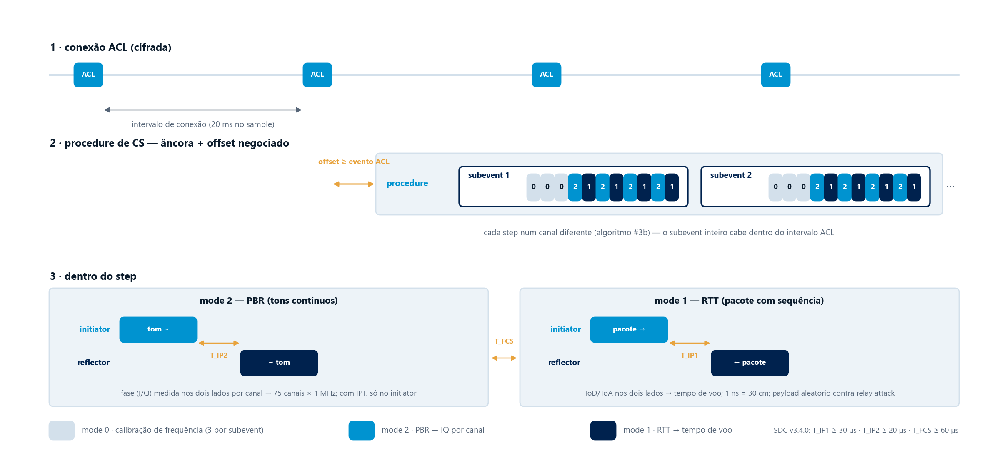 1 · conexão ACL (cifrada)
ACL ACL ACL ACL
intervalo de conexão (20 ms no sample)
2 · procedure de CS — âncora + offset negociado
offset ≥ evento ACL
procedure
subevent 1
0 0 0 2 1 2 1 2 1 2 1
subevent 2
0 0 0 2 1 2 1 2 1 2 1
...
cada step num canal diferente (algoritmo #3b) — o subevent inteiro cabe dentro do intervalo ACL
3 · dentro do step
mode 2 — PBR (tons contínuos)
initiator
tom ~
T_IP2
reflector
~ tom
fase (I/Q) medida nos dois lados por canal → 75 canais × 1 MHz; com IPT, só no initiator
T_FCS
mode 1 — RTT (pacote com sequência)
initiator
pacote →
T_IP1
reflector
← pacote
ToD/ToA nos dois lados → tempo de voo; 1 ns = 30 cm; payload aleatório contra relay attack
mode 0 · calibração de frequência (3 por subevent)
mode 2 · PBR → IQ por canal
mode 1 · RTT → tempo de voo
SDC v3.4.0: T_IP1 ≥ 30 µs · T_IP2 ≥ 20 µs · T_FCS ≥ 60 µs